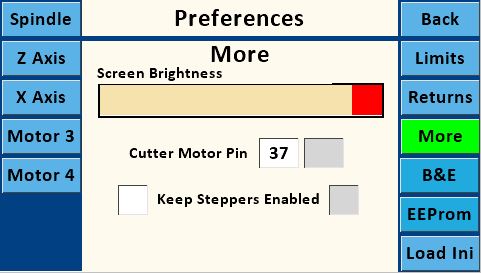 Spindle
Preferences
Back
Z Axis
More
Limits
Screen Brightness
X Axis
Returns
Motor 3
Cutter Motor Pin 37
More
Motor 4
B&E
Keep Steppers Enabled
EEProm
Load Ini